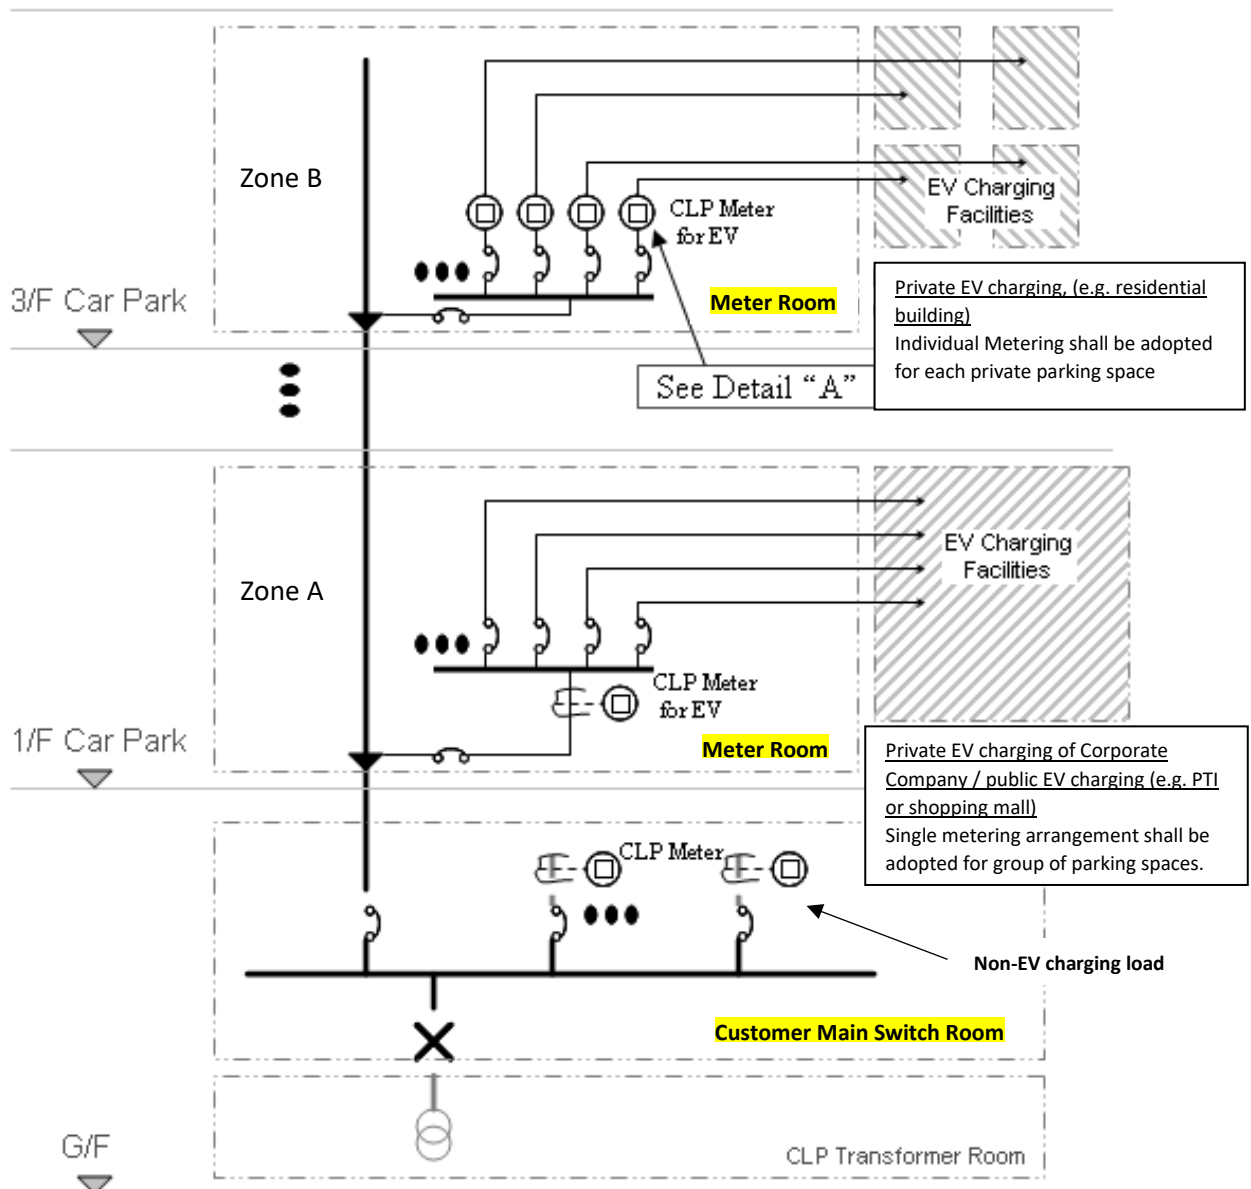 Zone B
CLP Meter
for EV
EV Charging
Facilities
3/F Car Park
Meter Room
See Detail “A”
Private EV charging, (e.g. residential
building)
Individual Metering shall be adopted
for each private parking space
Zone A
EV Charging
Facilities
CLP Meter
for EV
1/F Car Park
Meter Room
Private EV charging of Corporate
Company / public EV charging (e.g. PTI
or shopping mall)
Single metering arrangement shall be
adopted for group of parking spaces.
CLP Meter
Non-EV charging load
Customer Main Switch Room
G/F
CLP Transformer Room